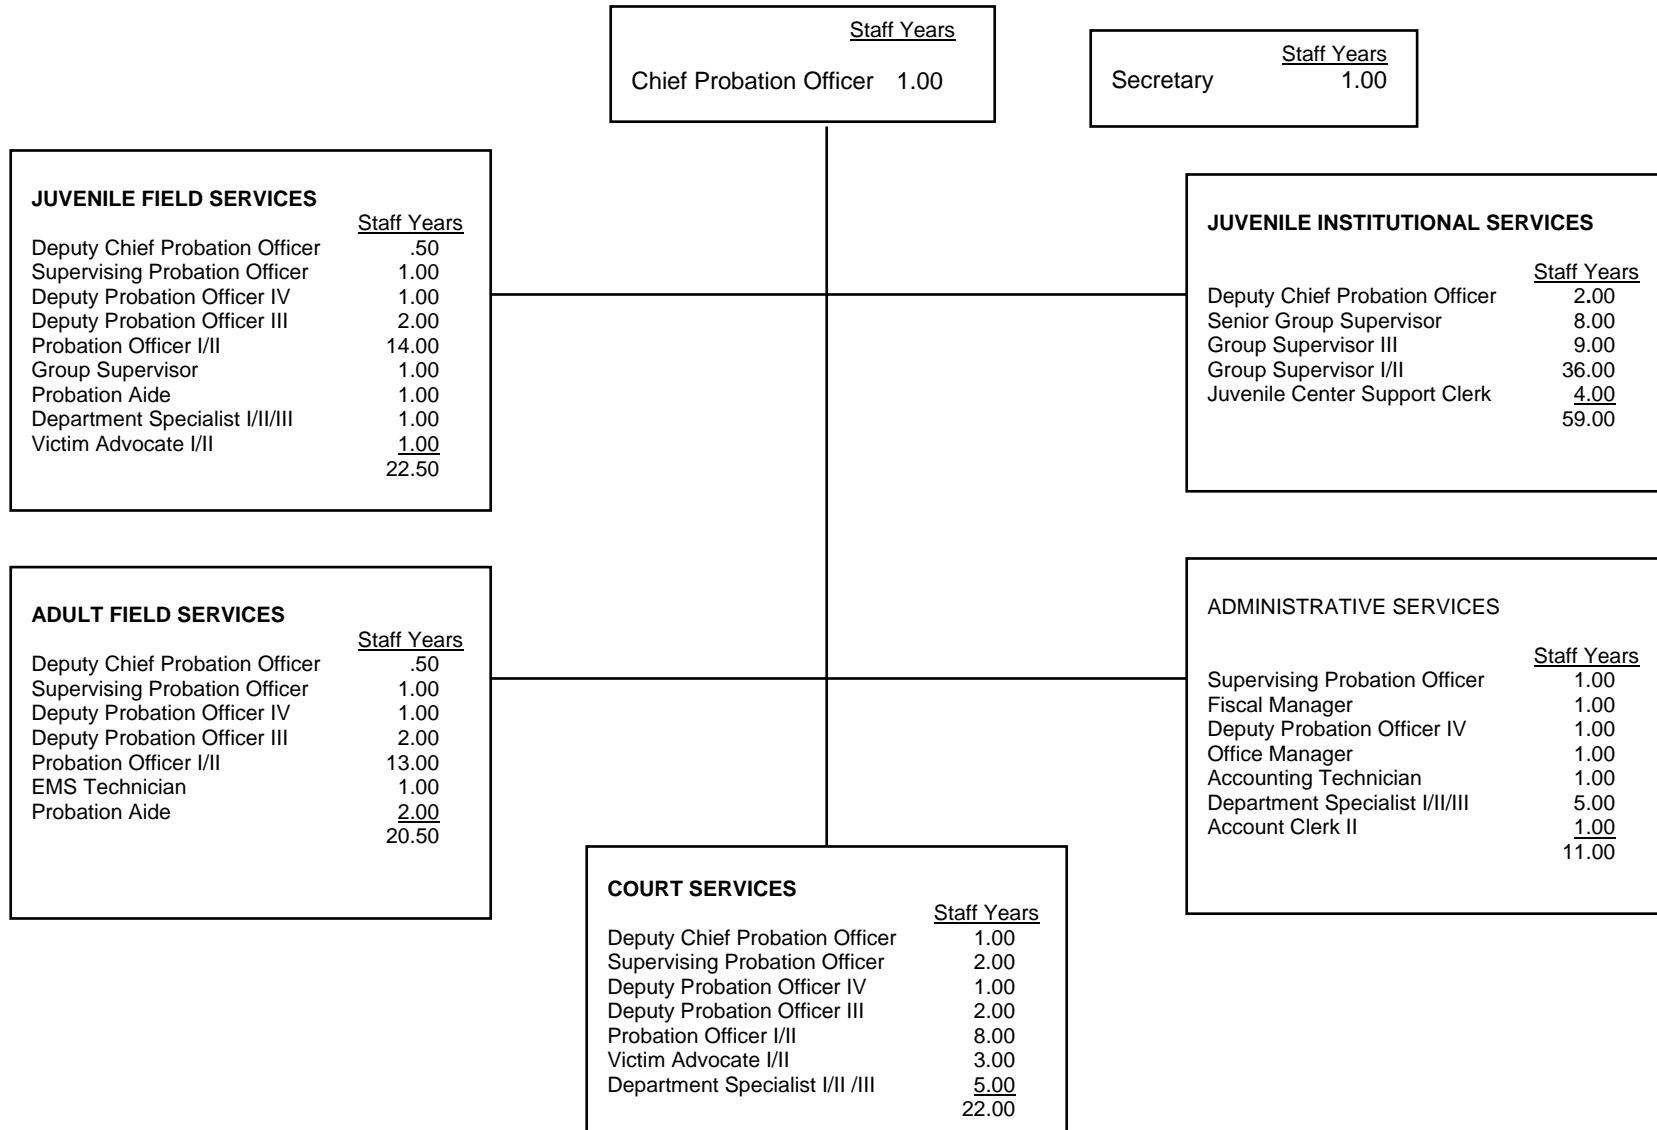 Staff Years
Chief Probation Officer 1.00
Staff Years
Secretary 1.00
JUVENILE FIELD SERVICES
Staff Years
Deputy Chief Probation Officer .50
Supervising Probation Officer 1.00
Deputy Probation Officer IV 1.00
Deputy Probation Officer III 2.00
Probation Officer I/II 14.00
Group Supervisor 1.00
Probation Aide 1.00
Department Specialist I/II/III 1.00
Victim Advocate I/II 1.00
22.50
JUVENILE INSTITUTIONAL SERVICES
Staff Years
Deputy Chief Probation Officer 2.00
Senior Group Supervisor 8.00
Group Supervisor III 9.00
Group Supervisor I/II 36.00
Juvenile Center Support Clerk 4.00
59.00
ADULT FIELD SERVICES
Staff Years
Deputy Chief Probation Officer .50
Supervising Probation Officer 1.00
Deputy Probation Officer IV 1.00
Deputy Probation Officer III 2.00
Probation Officer I/II 13.00
EMS Technician 1.00
Probation Aide 2.00
20.50
ADMINISTRATIVE SERVICES
Staff Years
Supervising Probation Officer 1.00
Fiscal Manager 1.00
Deputy Probation Officer IV 1.00
Office Manager 1.00
Accounting Technician 1.00
Department Specialist I/II/III 5.00
Account Clerk II 1.00
11.00
COURT SERVICES
Staff Years
Deputy Chief Probation Officer 1.00
Supervising Probation Officer 2.00
Deputy Probation Officer IV 1.00
Deputy Probation Officer III 2.00
Probation Officer I/II 8.00
Victim Advocate I/II 3.00
Department Specialist I/II /III 5.00
22.00